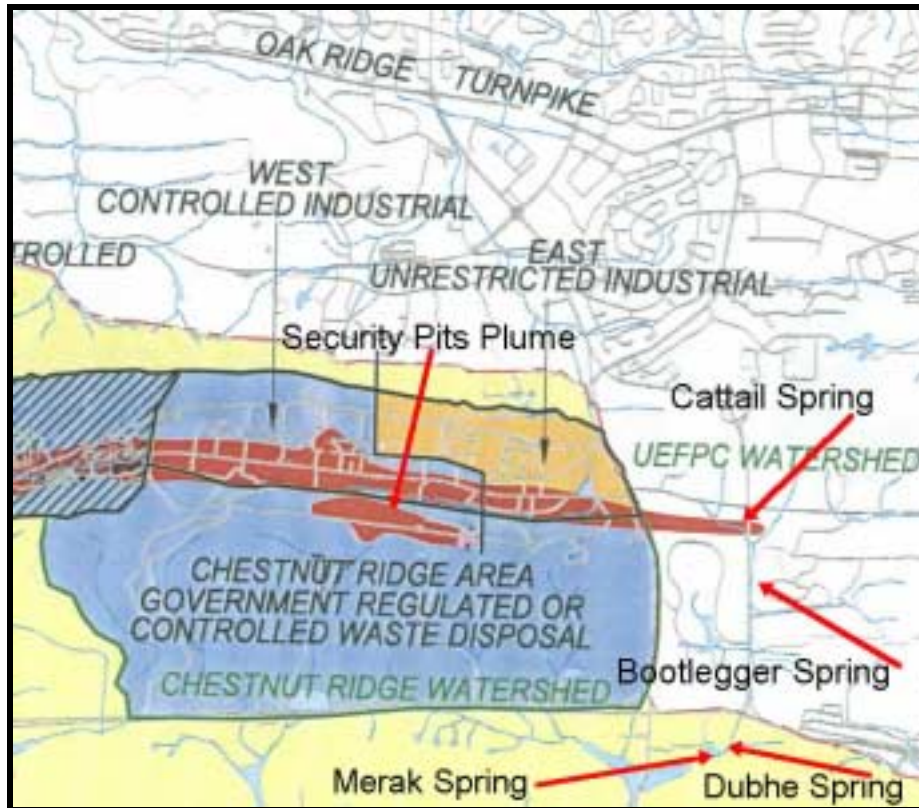 OAK RIDGE TURNPIKE
WEST
CONTROLLED INDUSTRIAL
TROLLED
EAST
UNRESTRICTED INDUSTRIAL
Security Pits Plume
Cattail Spring
UEFPC WATERSHED
CHESTNUT RIDGE AREA
GOVERNMENT REGULATED OR
CONTROLLED WASTE DISPOSAL
Bootlegger Spring
CHESTNUT RIDGE WATERSHED
Merak Spring
Dubhe Spring